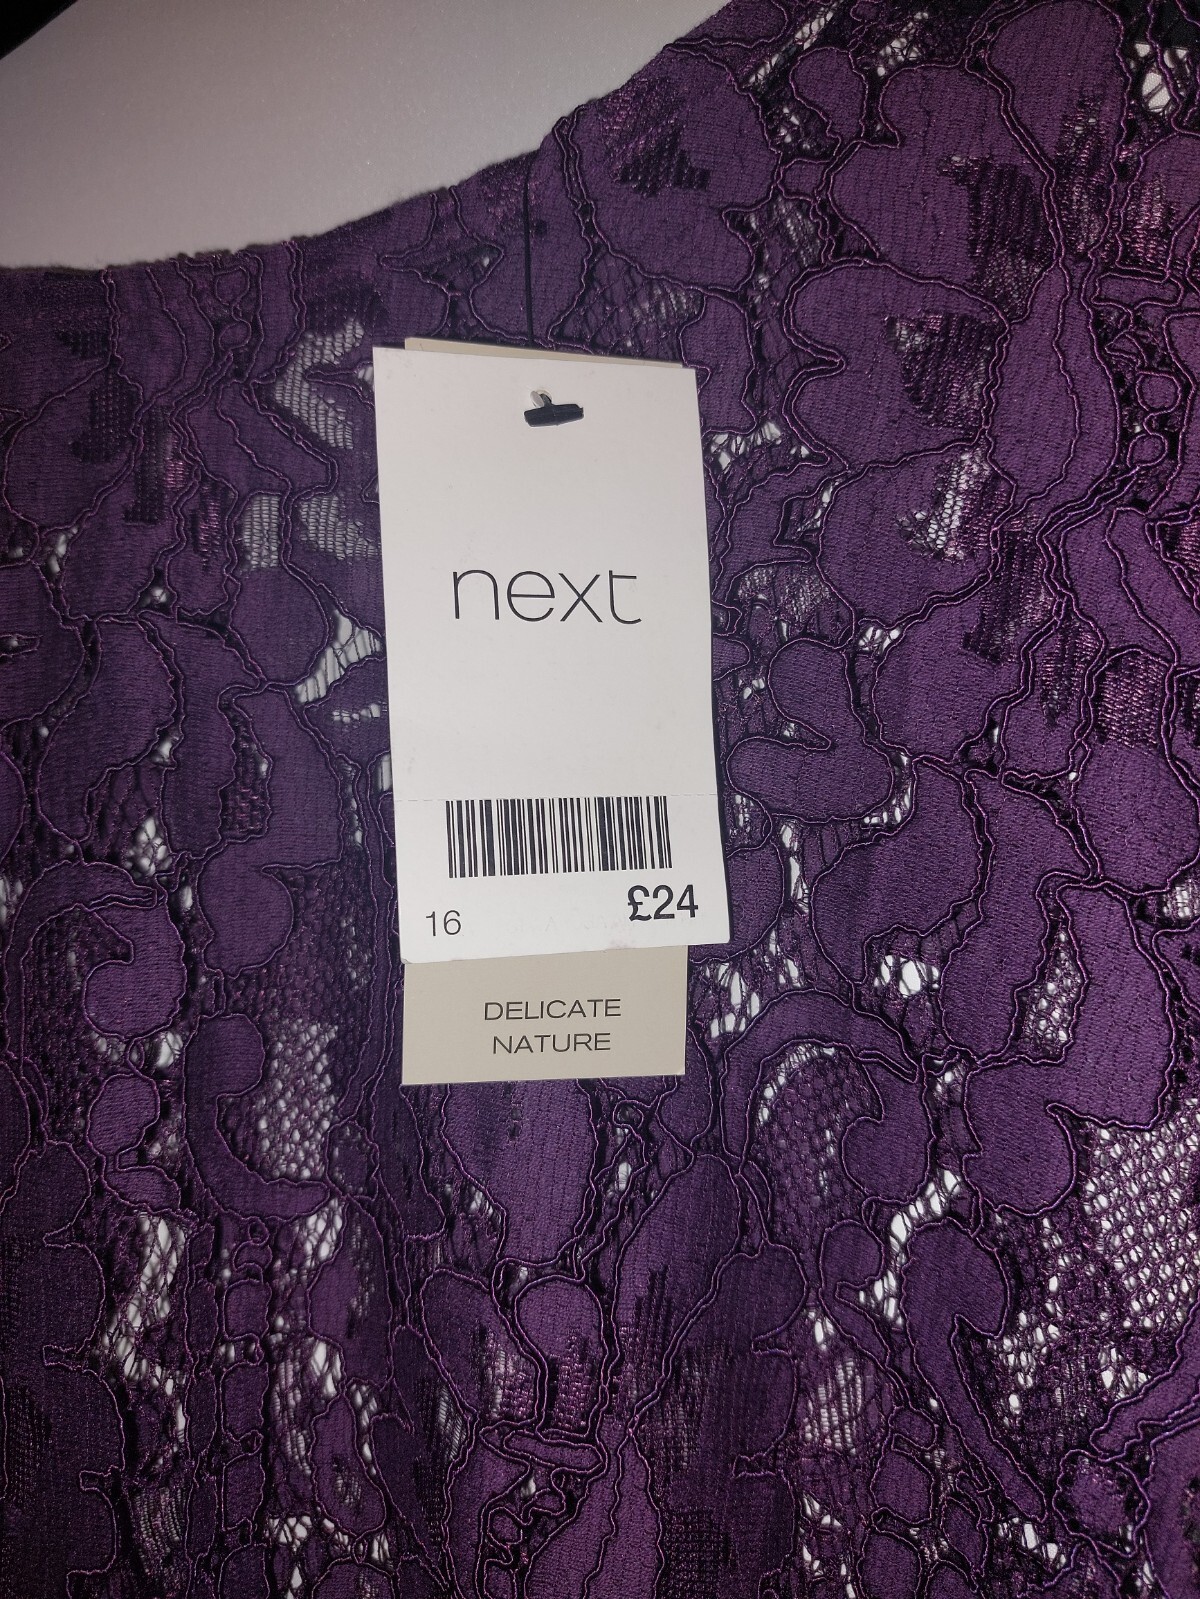 next
16 £24
DELICATE
NATURE